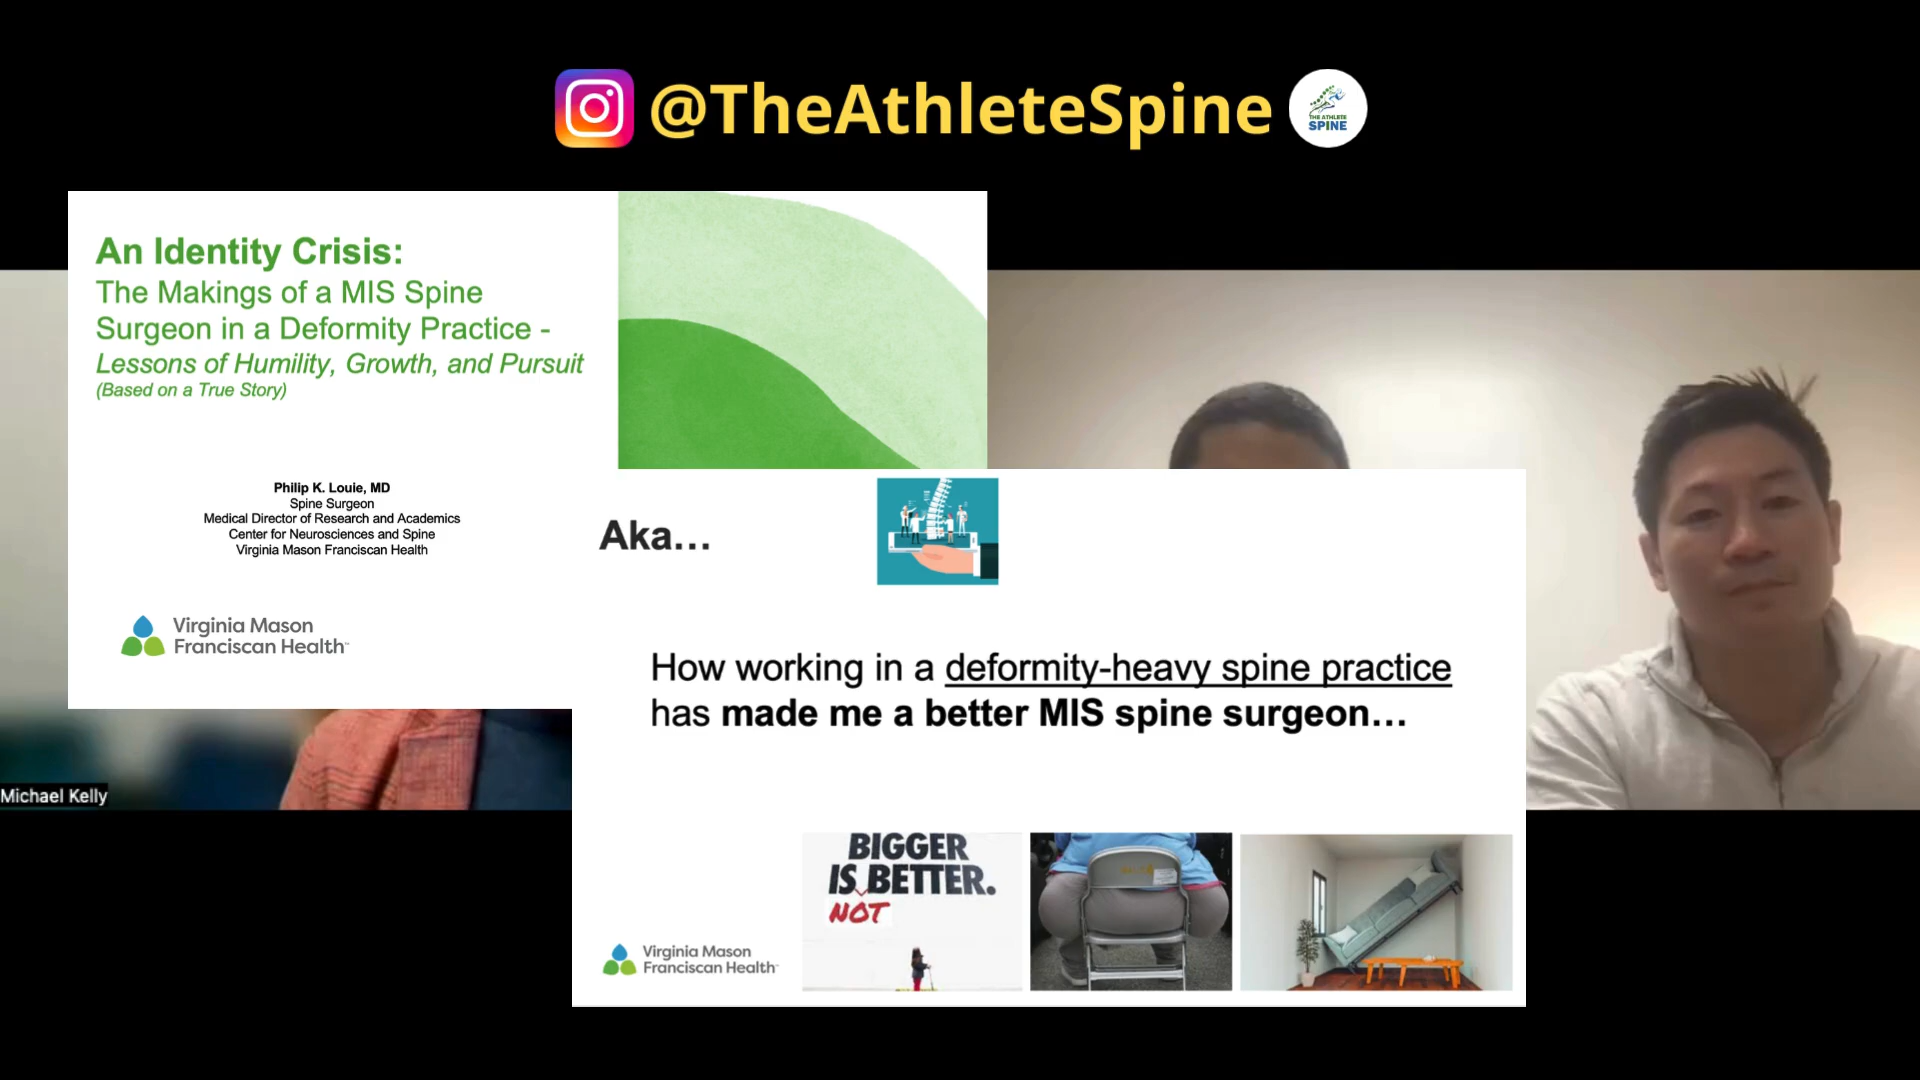 @TheAthleteSpine
THE ATHLETE
SPINE
An Identity Crisis:
The Makings of a MIS Spine
Surgeon in a Deformity Practice -
Lessons of Humility, Growth, and Pursuit
(Based on a True Story)
Philip K. Louie, MD
Spine Surgeon
Medical Director of Research and Academics
Center for Neurosciences and Spine
Virginia Mason Franciscan Health
Virginia Mason
Franciscan Health
Michael Kelly
Aka…
How working in a deformity-heavy spine practice
has made me a better MIS spine surgeon…
BIGGER
IS BETTER.
NOT
Virginia Mason
Franciscan Health